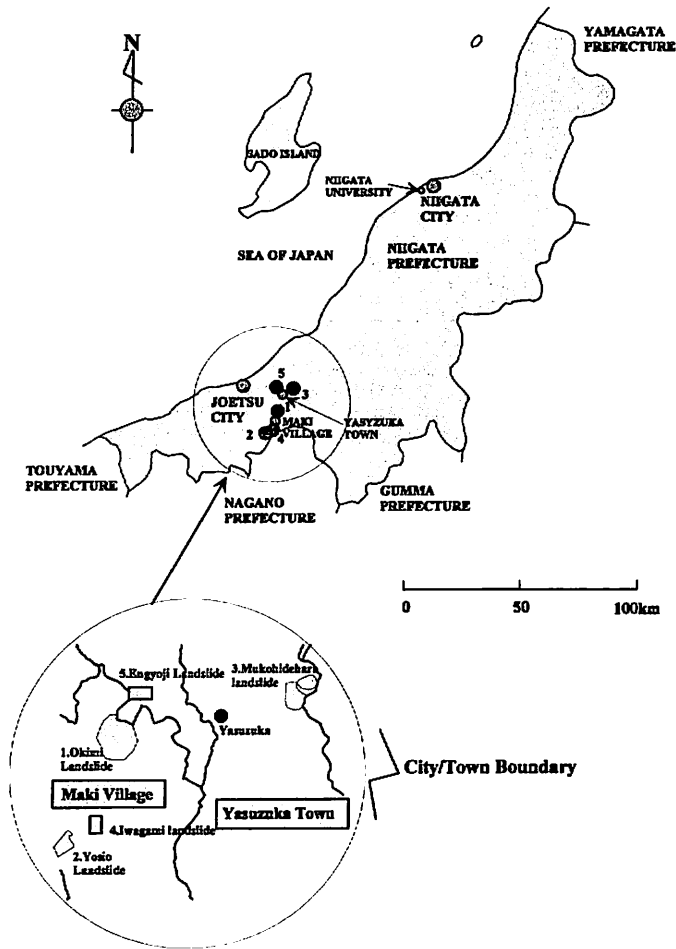 N
YAMAGATA
PREFECTURE
SADO ISLAND
NIIGATA
UNIVERSITY
NIIGATA
CITY
SEA OF JAPAN
NIIGATA
PREFECTURE
5
3
JOETSU
CITY
1
MAKI
VILLAGE
YASYZUKA
TOWN
2
4
TOUYAMA
PREFECTURE
NAGANO
PREFECTURE
GUMMA
PREFECTURE
0 50 100km
5.Engyoji Landslide
3.Mukohidehara
landslide
Yasuzuka
1.Okimi
Landslide
City/Town Boundary
Maki Village
Yasuzuka Town
4.Iwagami landslide
2.Yosio
Landslide